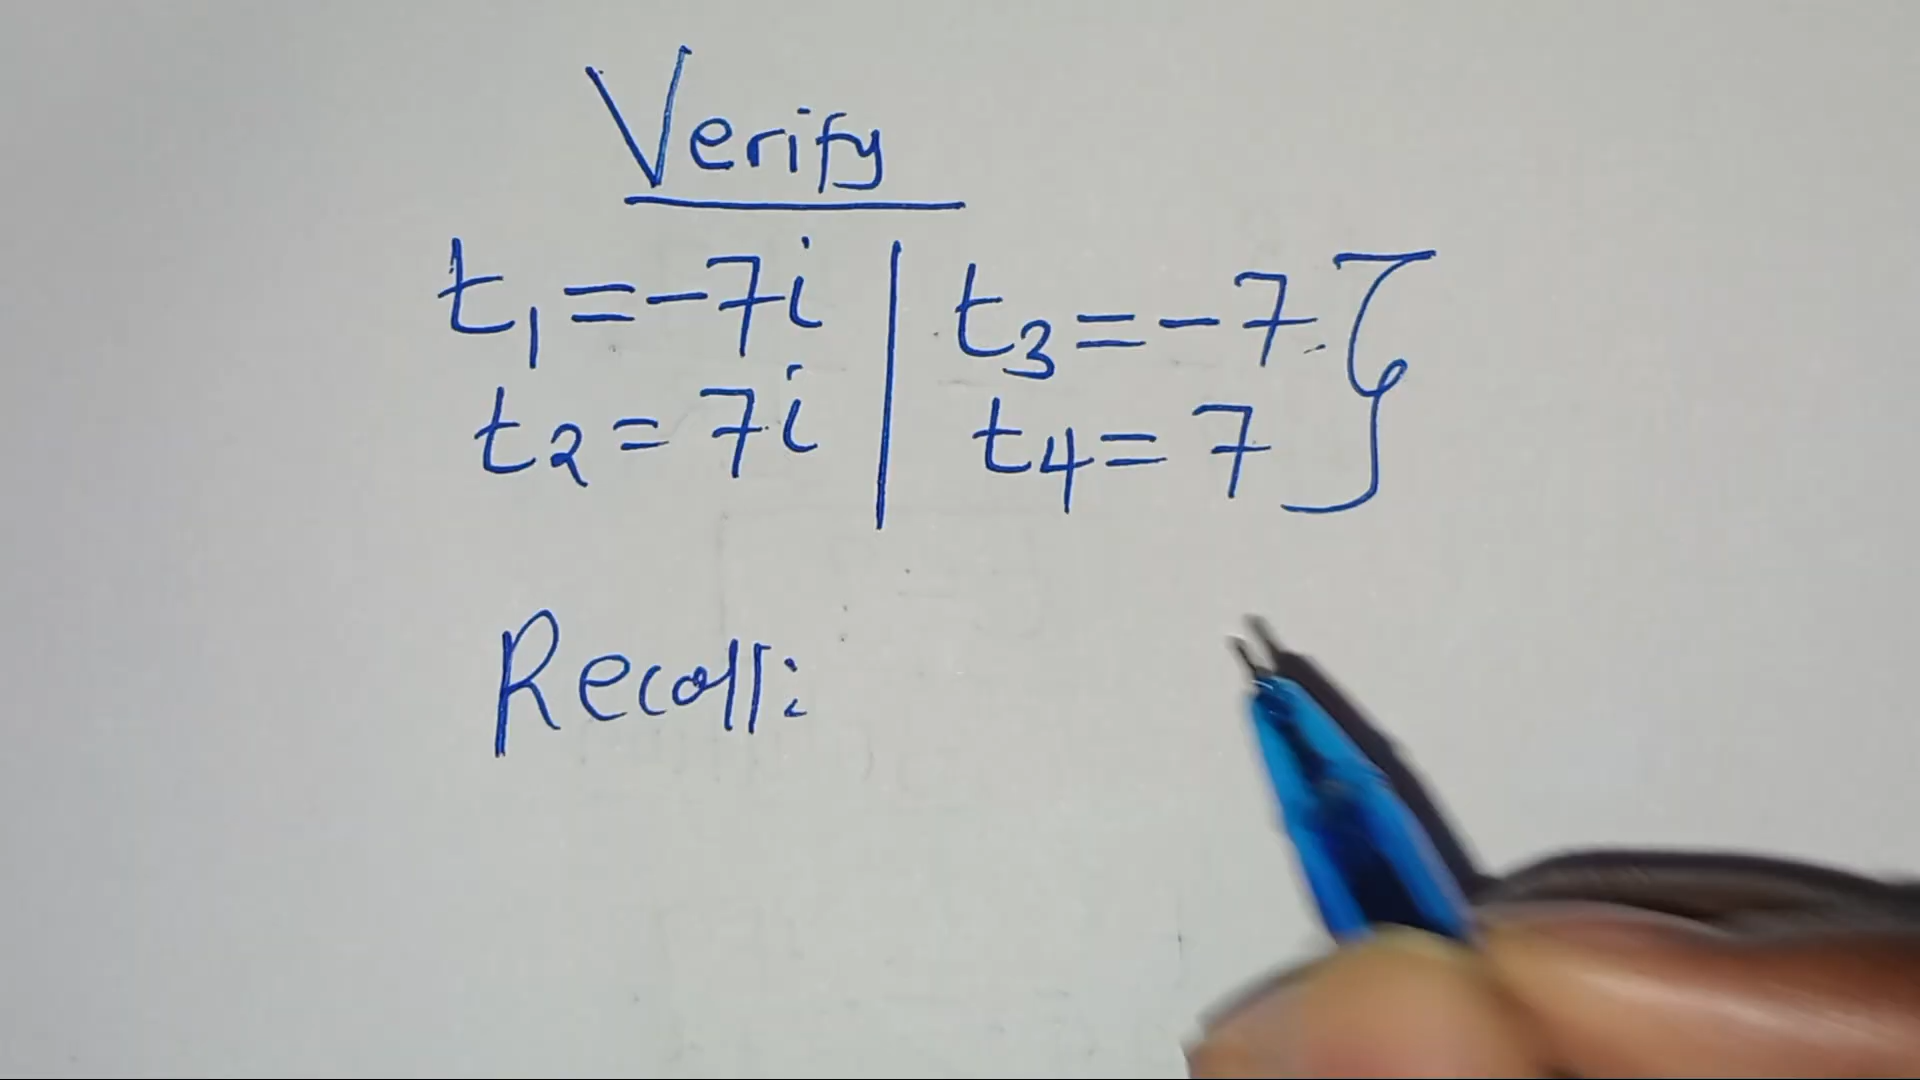 Verify
t₁ = -7i | t₃ = -7
t₂ = 7i | t₄ = 7
Recall: